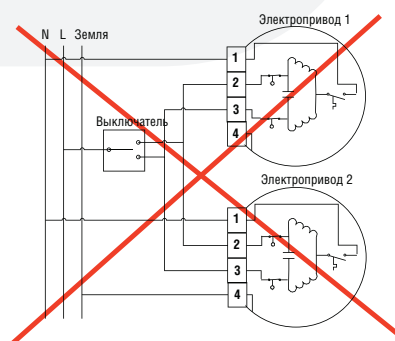 Электропривод 1
N L Земля
1
2
3
4
Выключатель
Электропривод 2
1
2
3
4